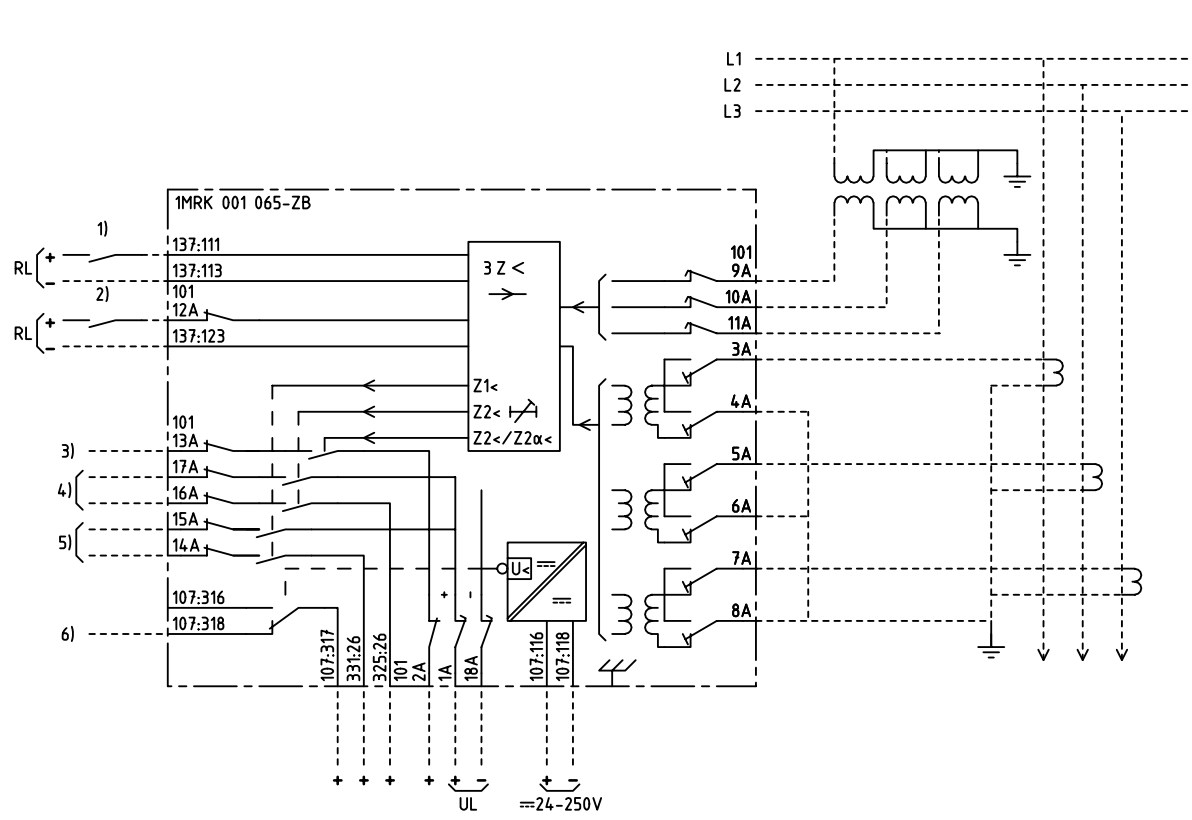 L1
L2
L3
1MRK 001 065-ZB
1)
137:111
RL + −
137:113
2)
101
12A
RL + −
137:123
3Z<
101
9A
10A
11A
3A
4A
5A
6A
7A
8A
Z1<
Z2<
Z2</Z2α<
101
3) 13A
17A
4) 16A
15A
5) 14A
U<
+ -
107:316
107:318
6)
107:317
331:26
325:26
101
2A
1A
18A
107:116
107:118
+ + + + + − + −
UL
24-250V